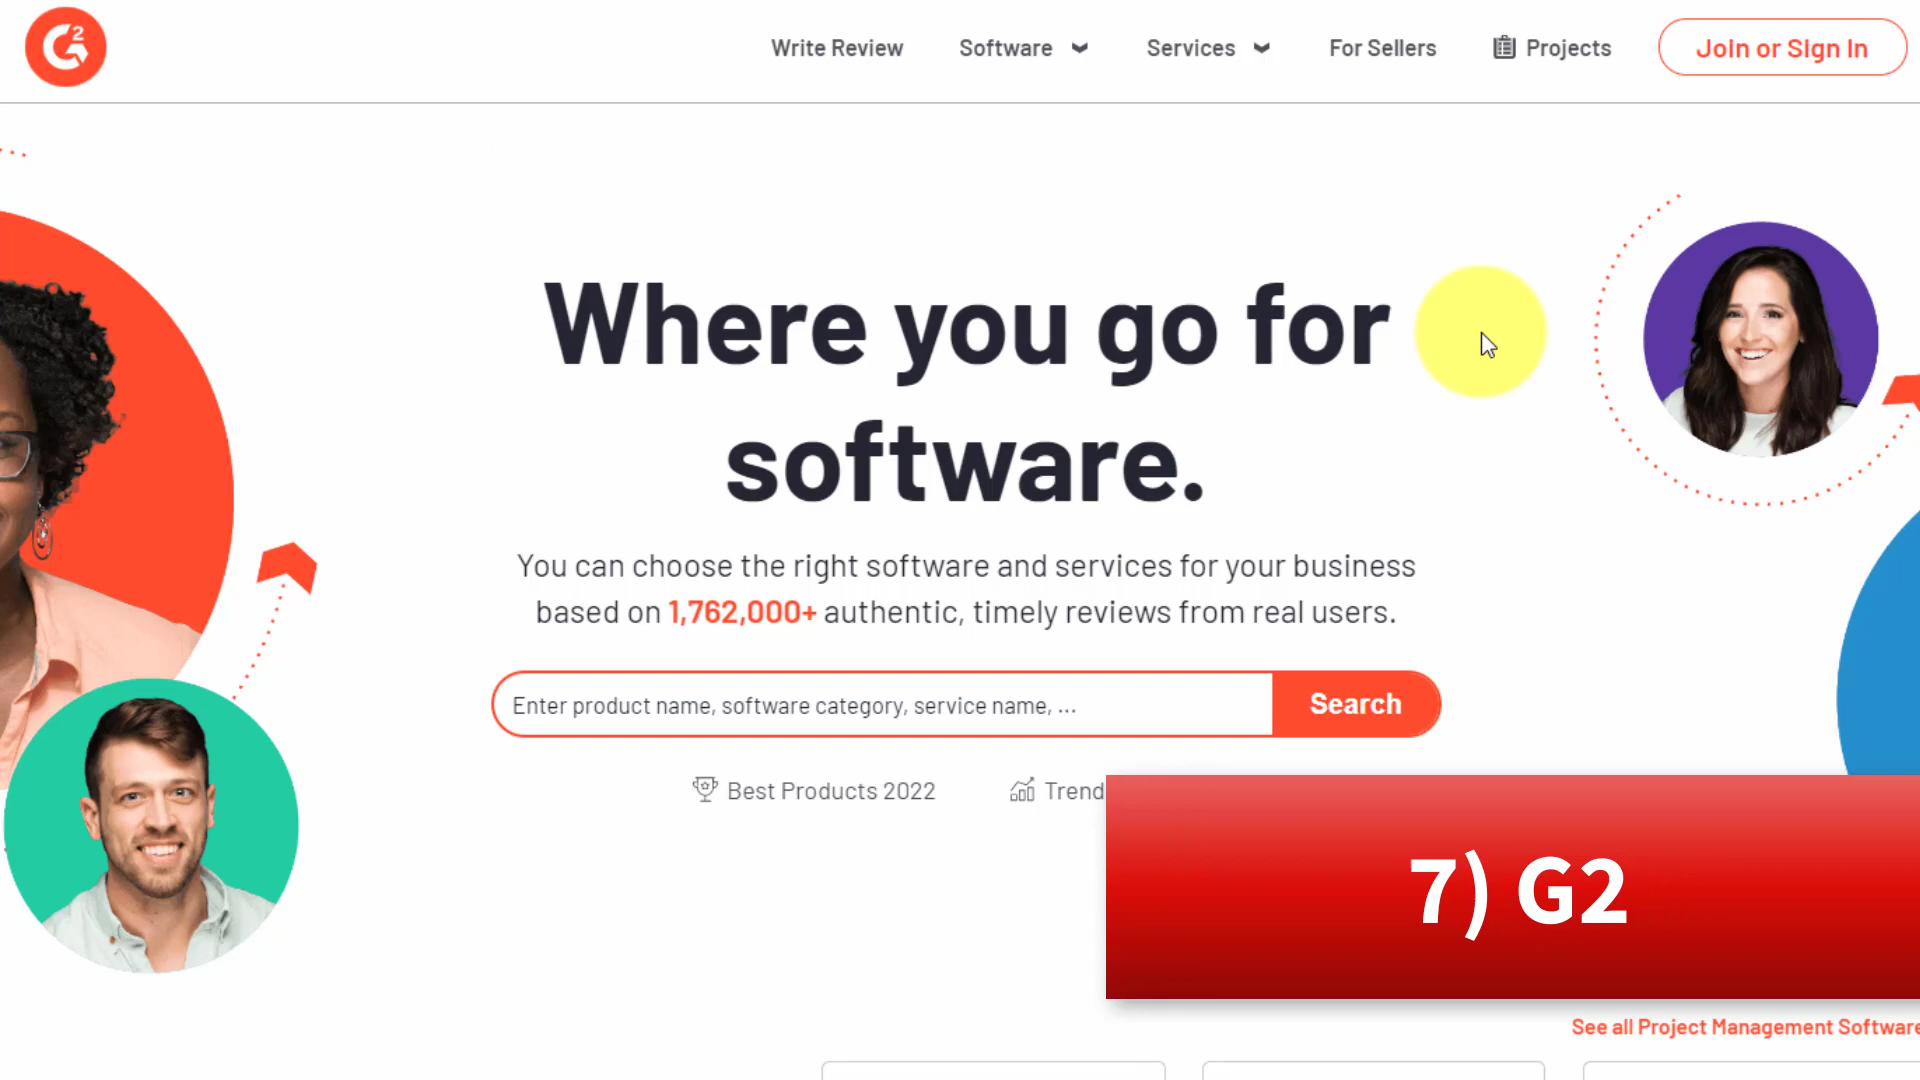 G2
Write Review
Software
Services
For Sellers
Projects
Join or Sign In
Where you go for
software.
You can choose the right software and services for your business
based on 1,762,000+ authentic, timely reviews from real users.
Enter product name, software category, service name, ...
Search
Best Products 2022
Trend
7) G2
See all Project Management Software